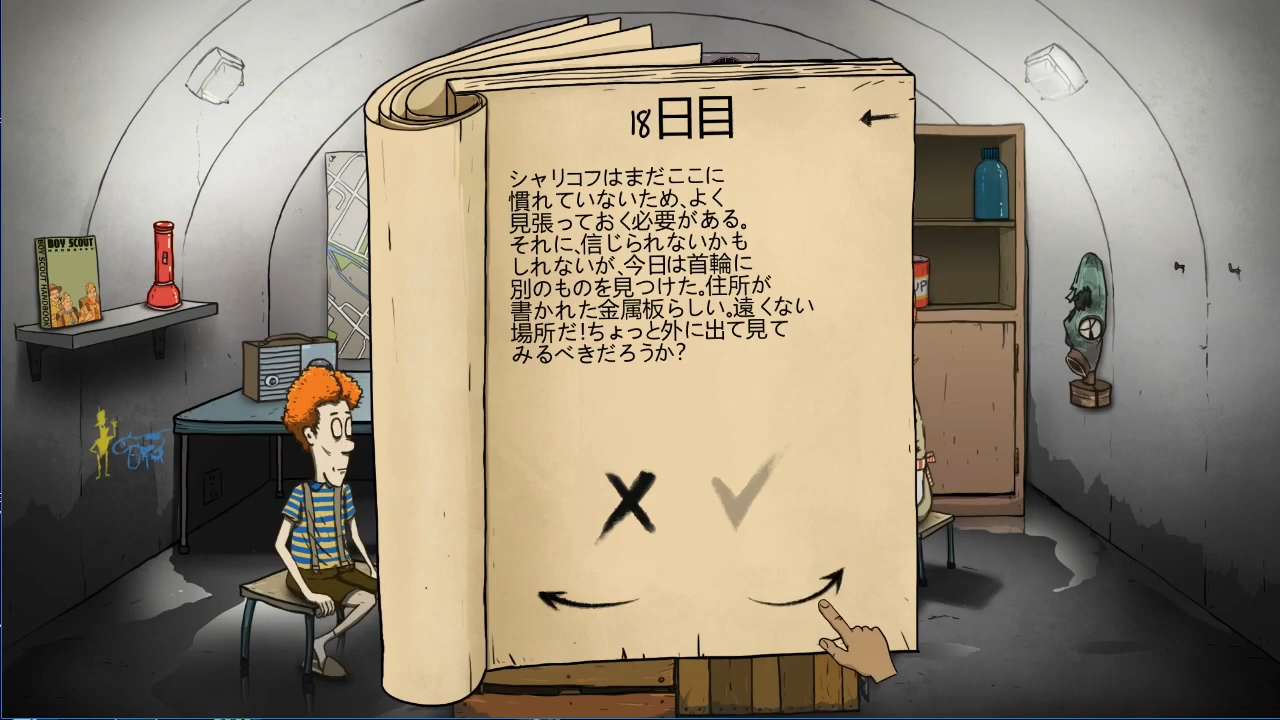 18日目
シャリコフはまだここに
慣れていないため、よく
見張っておく必要がある。
それに、信じられないかも
しれないが、今日は首輪に
別のものを見つけた。住所が
書かれた金属板らしい。遠くない
場所だ!ちょっと外に出て見て
みるべきだろうか?
BOY SCOUT
BOY SCOUT HANDBOOK
UP